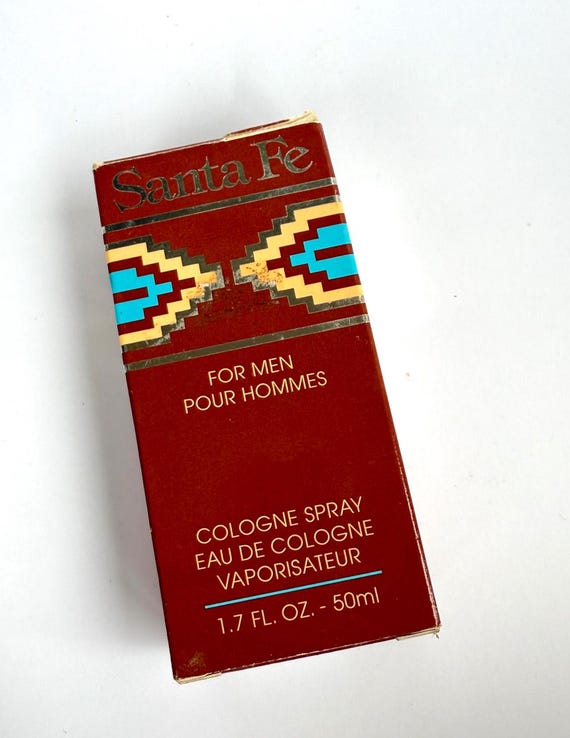 Santa Fe
FOR MEN
POUR HOMMES
COLOGNE SPRAY
EAU DE COLOGNE
VAPORISATEUR
1.7 FL. OZ. - 50ml